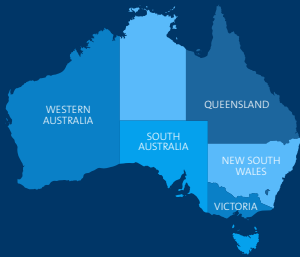 WESTERN
AUSTRALIA
QUEENSLAND
SOUTH
AUSTRALIA
NEW SOUTH
WALES
VICTORIA